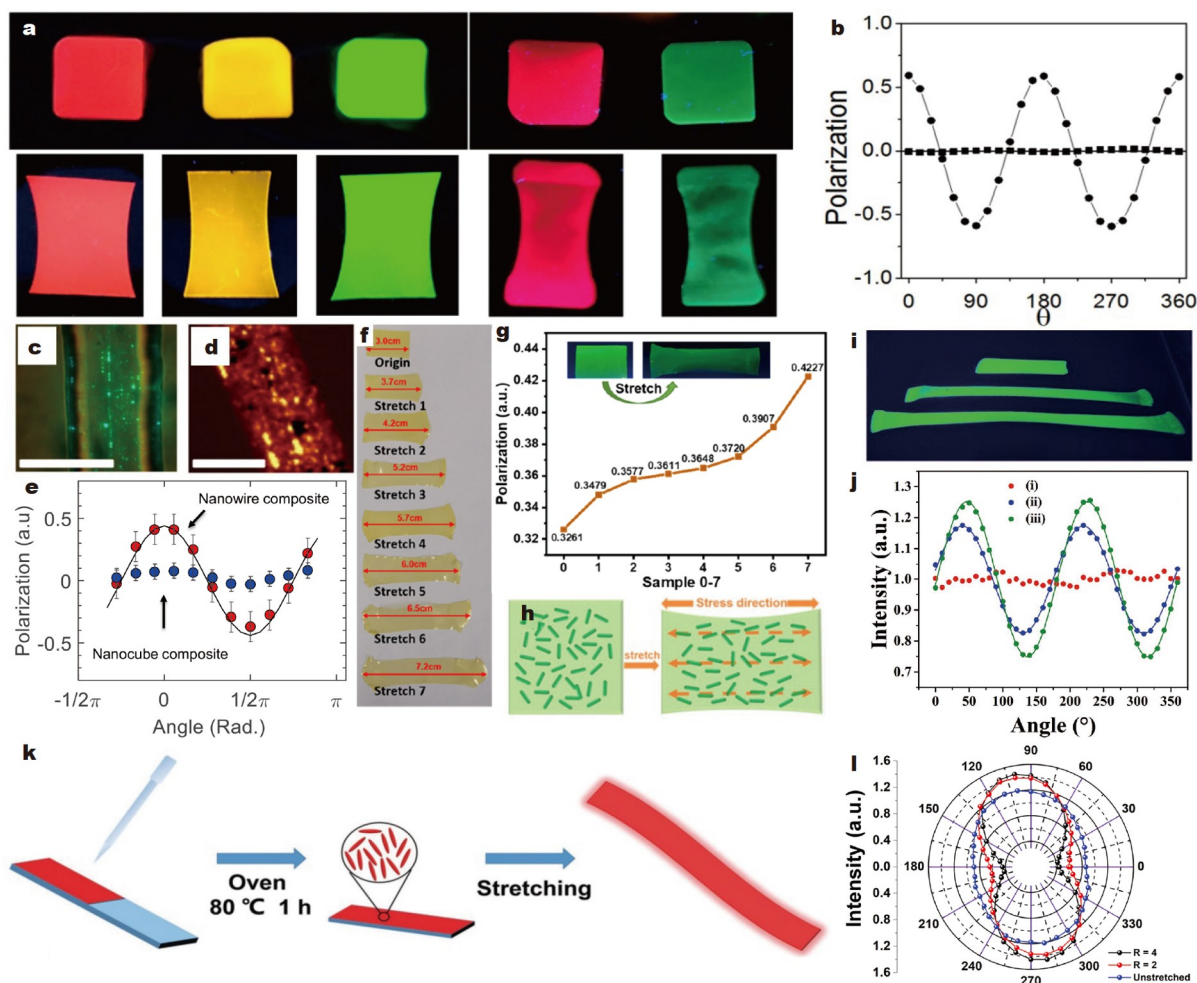 a
b
1.0
0.5
0.0
-0.5
-1.0
Polarization
0 90 180 270 360
θ
c
d
e
Polarization (a.u)
0.5
0
-0.5
Nanowire composite
Nanocube composite
-1/2π 0 1/2π π
Angle (Rad.)
f
3.0cm
Origin
3.7cm
Stretch 1
4.2cm
Stretch 2
5.2cm
Stretch 3
5.7cm
Stretch 4
6.0cm
Stretch 5
6.5cm
Stretch 6
7.2cm
Stretch 7
g
Polarization (a.u.)
0.44
0.42
0.40
0.38
0.36
0.34
0.32
Stretch
0.3261
0.3479
0.3577
0.3611
0.3648
0.3720
0.3907
0.4227
0 1 2 3 4 5 6 7
Sample 0-7
h
stretch
Stress direction
i
j
Intensity (a.u.)
1.3
1.2
1.1
1.0
0.9
0.8
0.7
(i)
(ii)
(iii)
0 50 100 150 200 250 300 350
Angle (°)
k
Oven
80 ℃ 1 h
Stretching
l
Intensity (a.u.)
1.6
1.2
0.8
0.4
0.0
0.4
0.8
1.2
1.6
90
120 60
150 30
180 0
210 330
240 300
270
R = 4
R = 2
Unstretched